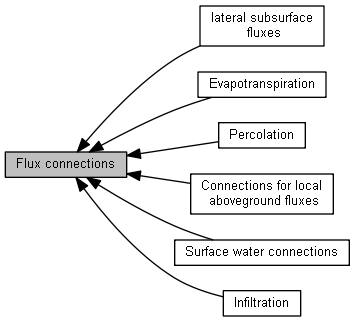 lateral subsurface
fluxes
Evapotranspiration
Percolation
Flux connections
Connections for local
aboveground fluxes
Surface water connections
Infiltration